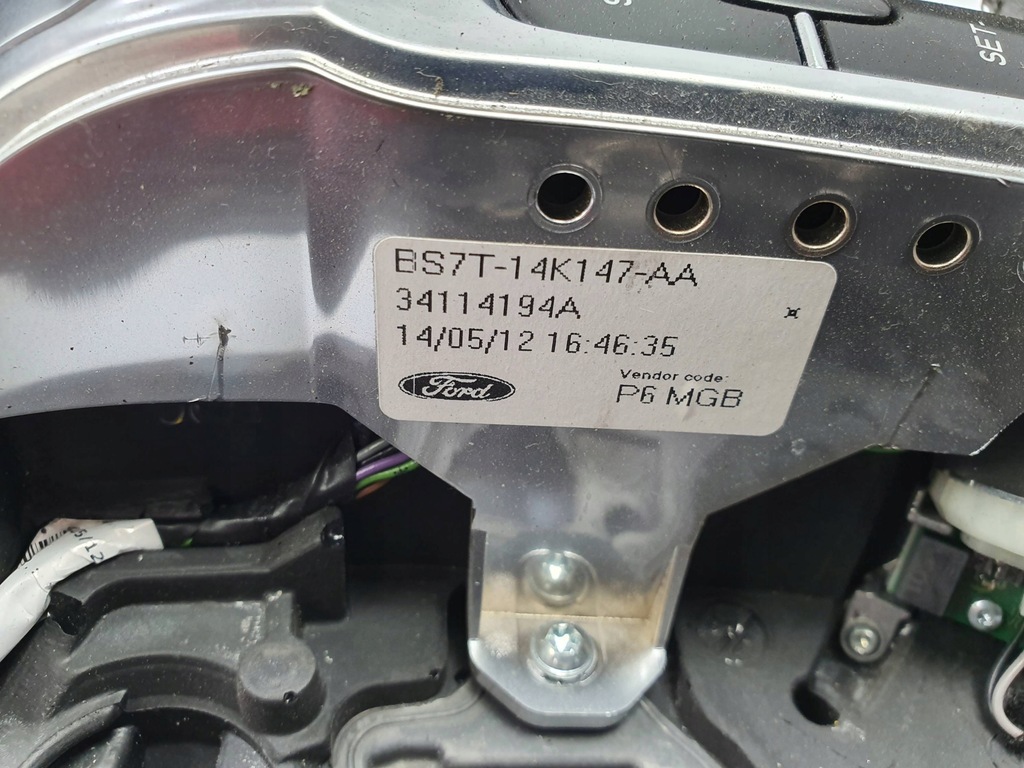 SET
BS7T-14K147-AA
34114194A
14/05/12 16:46:35
Ford
Vendor code:
P6 MGB